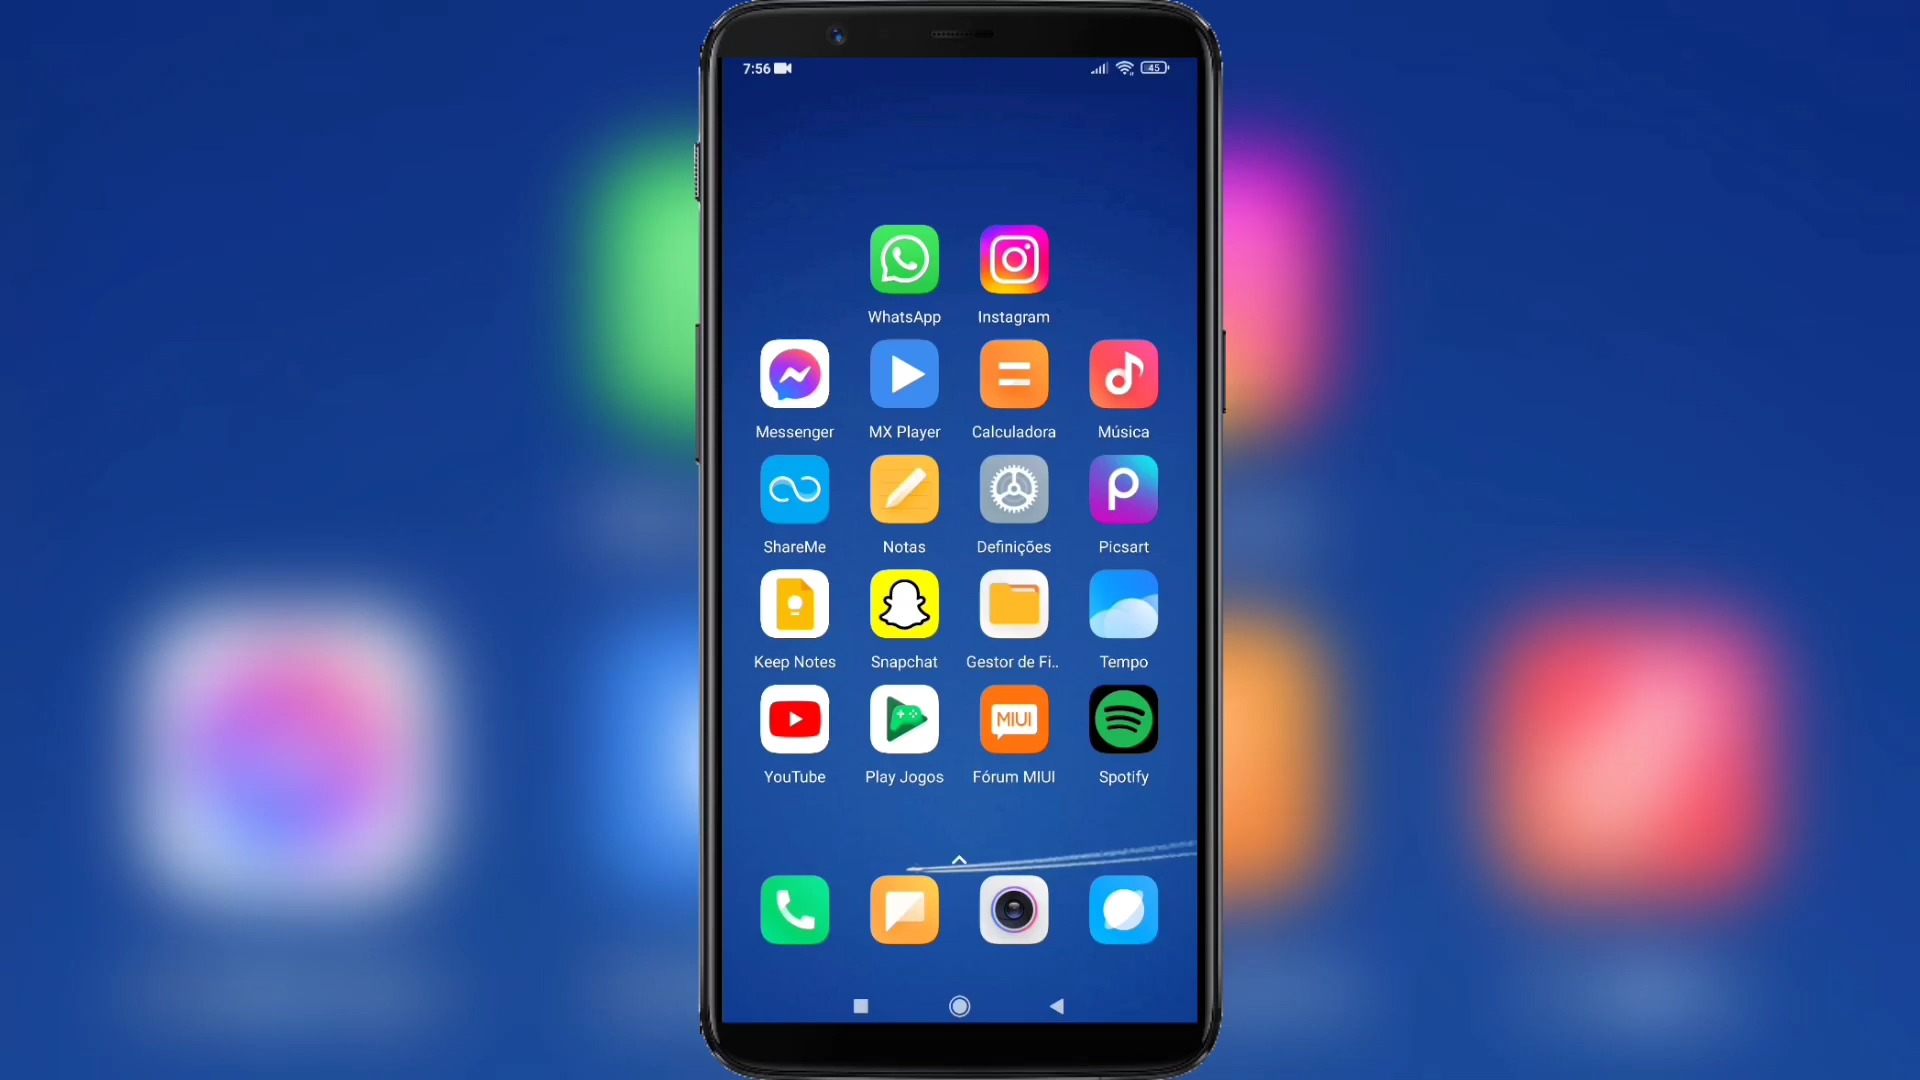 7:56
45
WhatsApp
Instagram
Messenger
MX Player
Calculadora
Música
ShareMe
Notas
Definições
Picsart
Keep Notes
Snapchat
Gestor de Fi..
Tempo
MIUI
YouTube
Play Jogos
Fórum MIUI
Spotify